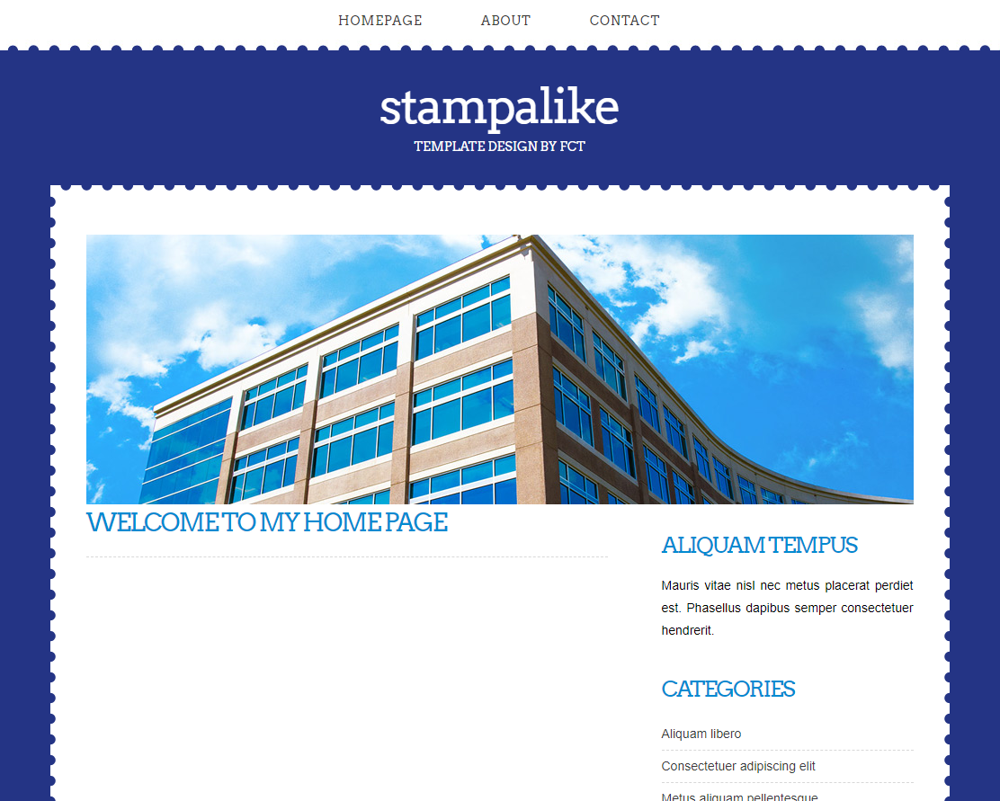 HOMEPAGE ABOUT CONTACT
stampalike
TEMPLATE DESIGN BY FCT
WELCOME TO MY HOME PAGE
ALIQUAM TEMPUS
Mauris vitae nisl nec metus placerat perdiet
est. Phasellus dapibus semper consectetuer
hendrerit.
CATEGORIES
Aliquam libero
Consectetuer adipiscing elit
Metus aliquam pellentesque